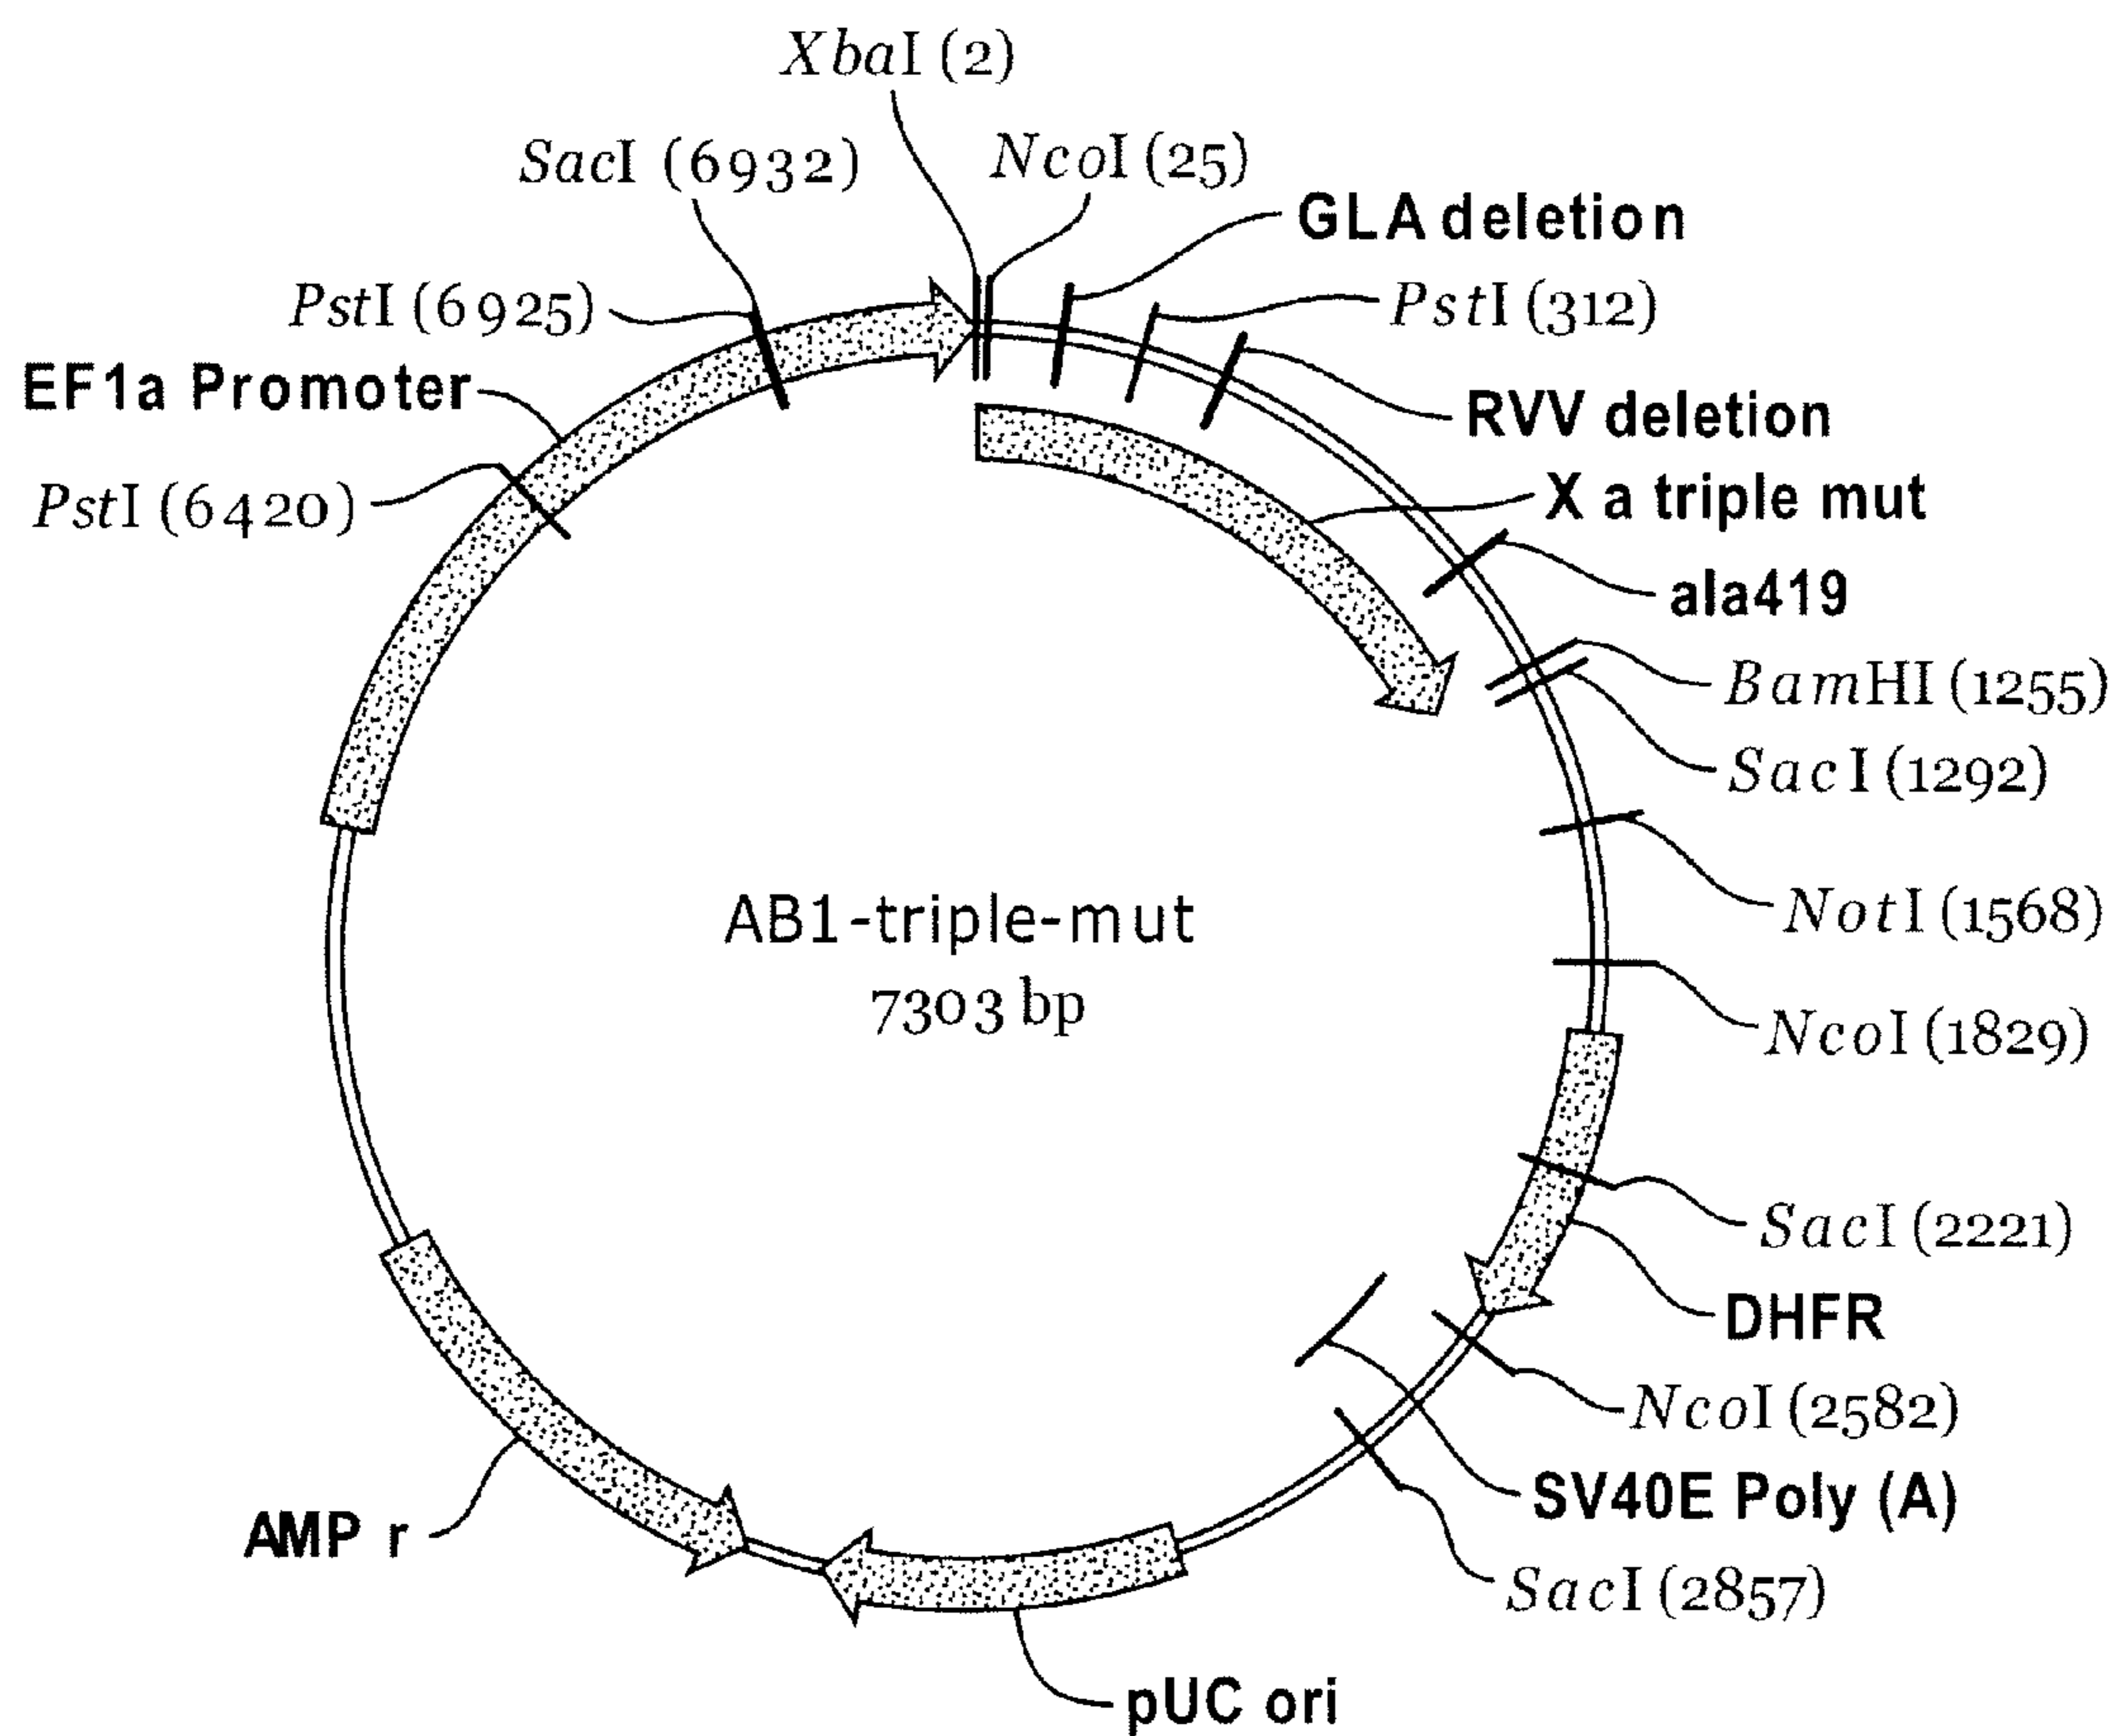 XbaI (2)
SacI (6932)
NcoI (25)
GLA deletion
PstI (6925)
PstI (312)
EF1a Promoter
RVV deletion
PstI (6420)
X a triple mut
ala419
BamHI (1255)
SacI (1292)
AB1-triple-mut
7303 bp
NotI (1568)
NcoI (1829)
SacI (2221)
DHFR
NcoI (2582)
SV40E Poly (A)
AMP r
SacI (2857)
pUC ori